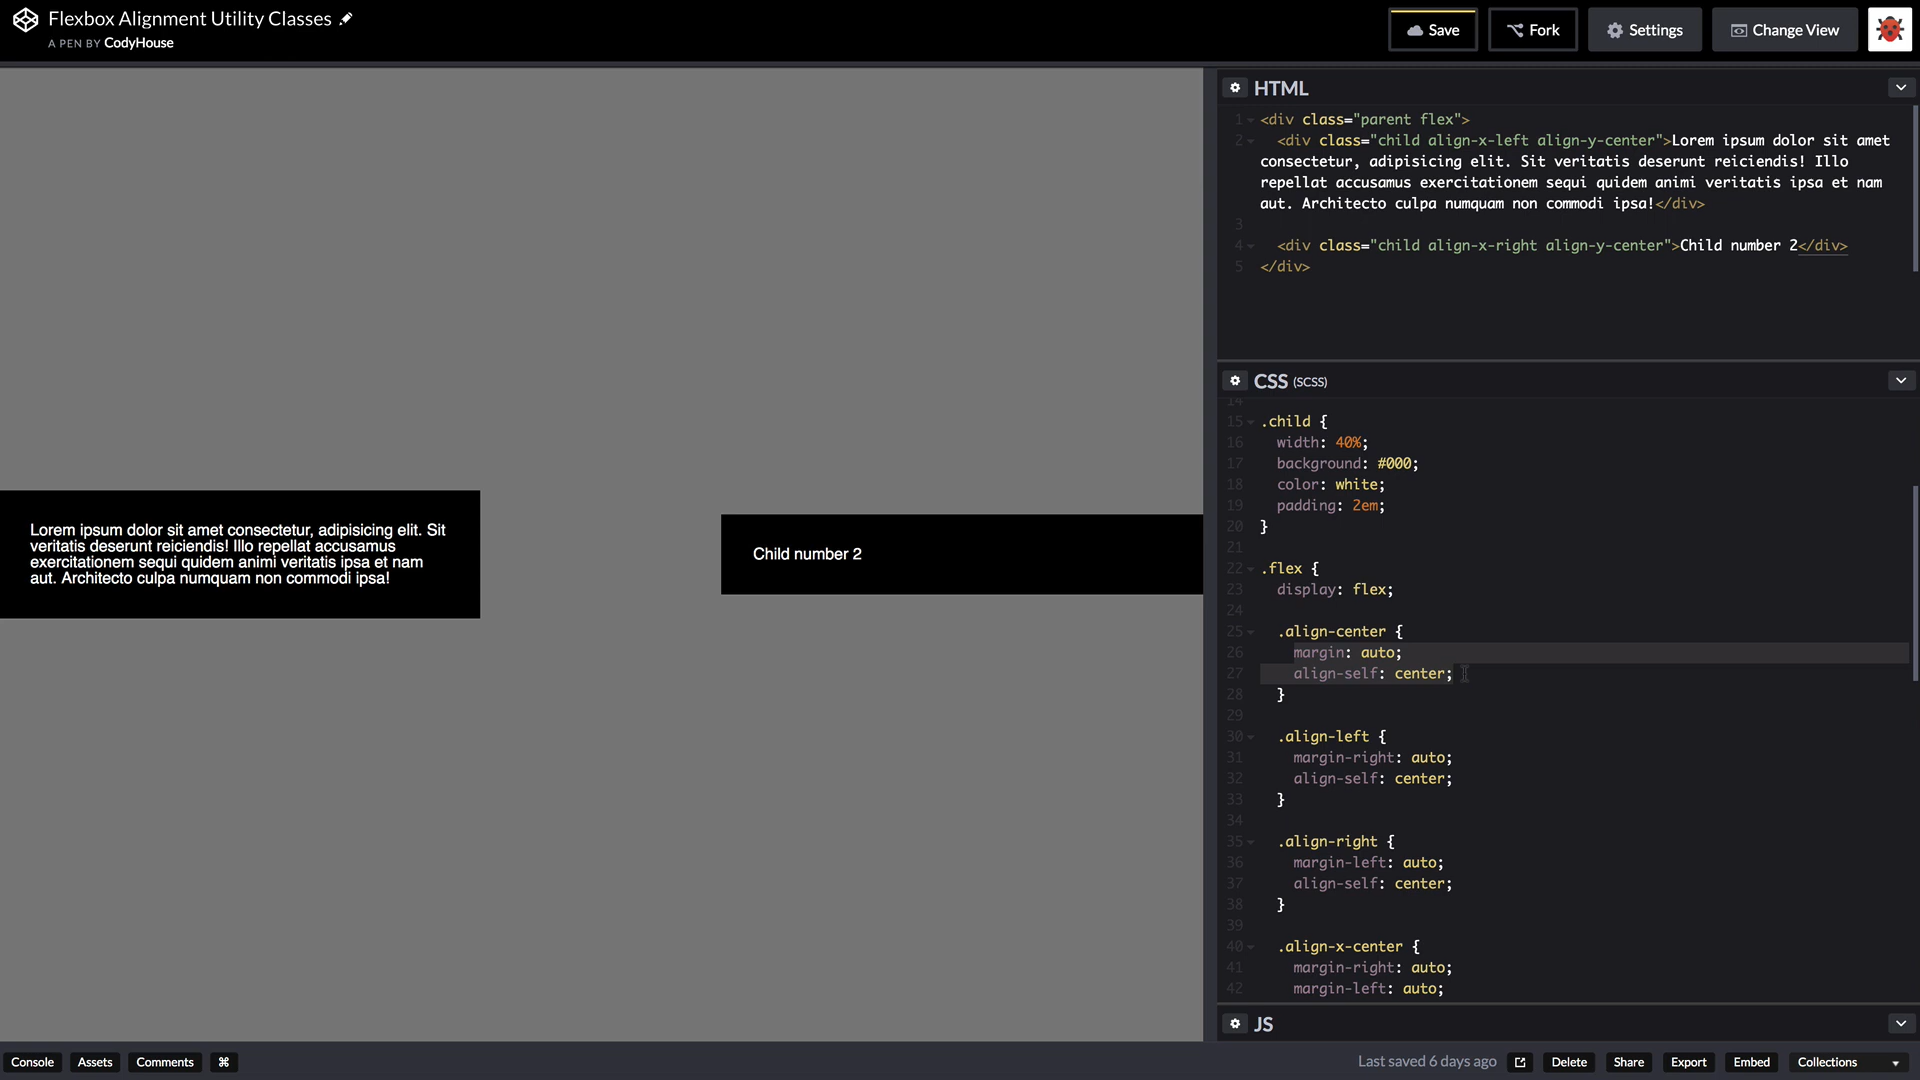 Flexbox Alignment Utility Classes
A PEN BY CodyHouse
Save
Fork
Settings
Change View
Lorem ipsum dolor sit amet consectetur, adipisicing elit. Sit
veritatis deserunt reiciendis! Illo repellat accusamus
exercitationem sequi quidem animi veritatis ipsa et nam
aut. Architecto culpa numquam non commodi ipsa!
Child number 2
HTML
1 <div class="parent flex">
2 <div class="child align-x-left align-y-center">Lorem ipsum dolor sit amet
consectetur, adipisicing elit. Sit veritatis deserunt reiciendis! Illo
repellat accusamus exercitationem sequi quidem animi veritatis ipsa et nam
aut. Architecto culpa numquam non commodi ipsa!</div>
3
4 <div class="child align-x-right align-y-center">Child number 2</div>
5 </div>
CSS (SCSS)
14
15 .child {
16 width: 40%;
17 background: #000;
18 color: white;
19 padding: 2em;
20 }
21
22 .flex {
23 display: flex;
24
25 .align-center {
26 margin: auto;
27 align-self: center;
28 }
29
30 .align-left {
31 margin-right: auto;
32 align-self: center;
33 }
34
35 .align-right {
36 margin-left: auto;
37 align-self: center;
38 }
39
40 .align-x-center {
41 margin-right: auto;
42 margin-left: auto;
JS
Console
Assets
Comments
⌘
Last saved 6 days ago
Delete
Share
Export
Embed
Collections